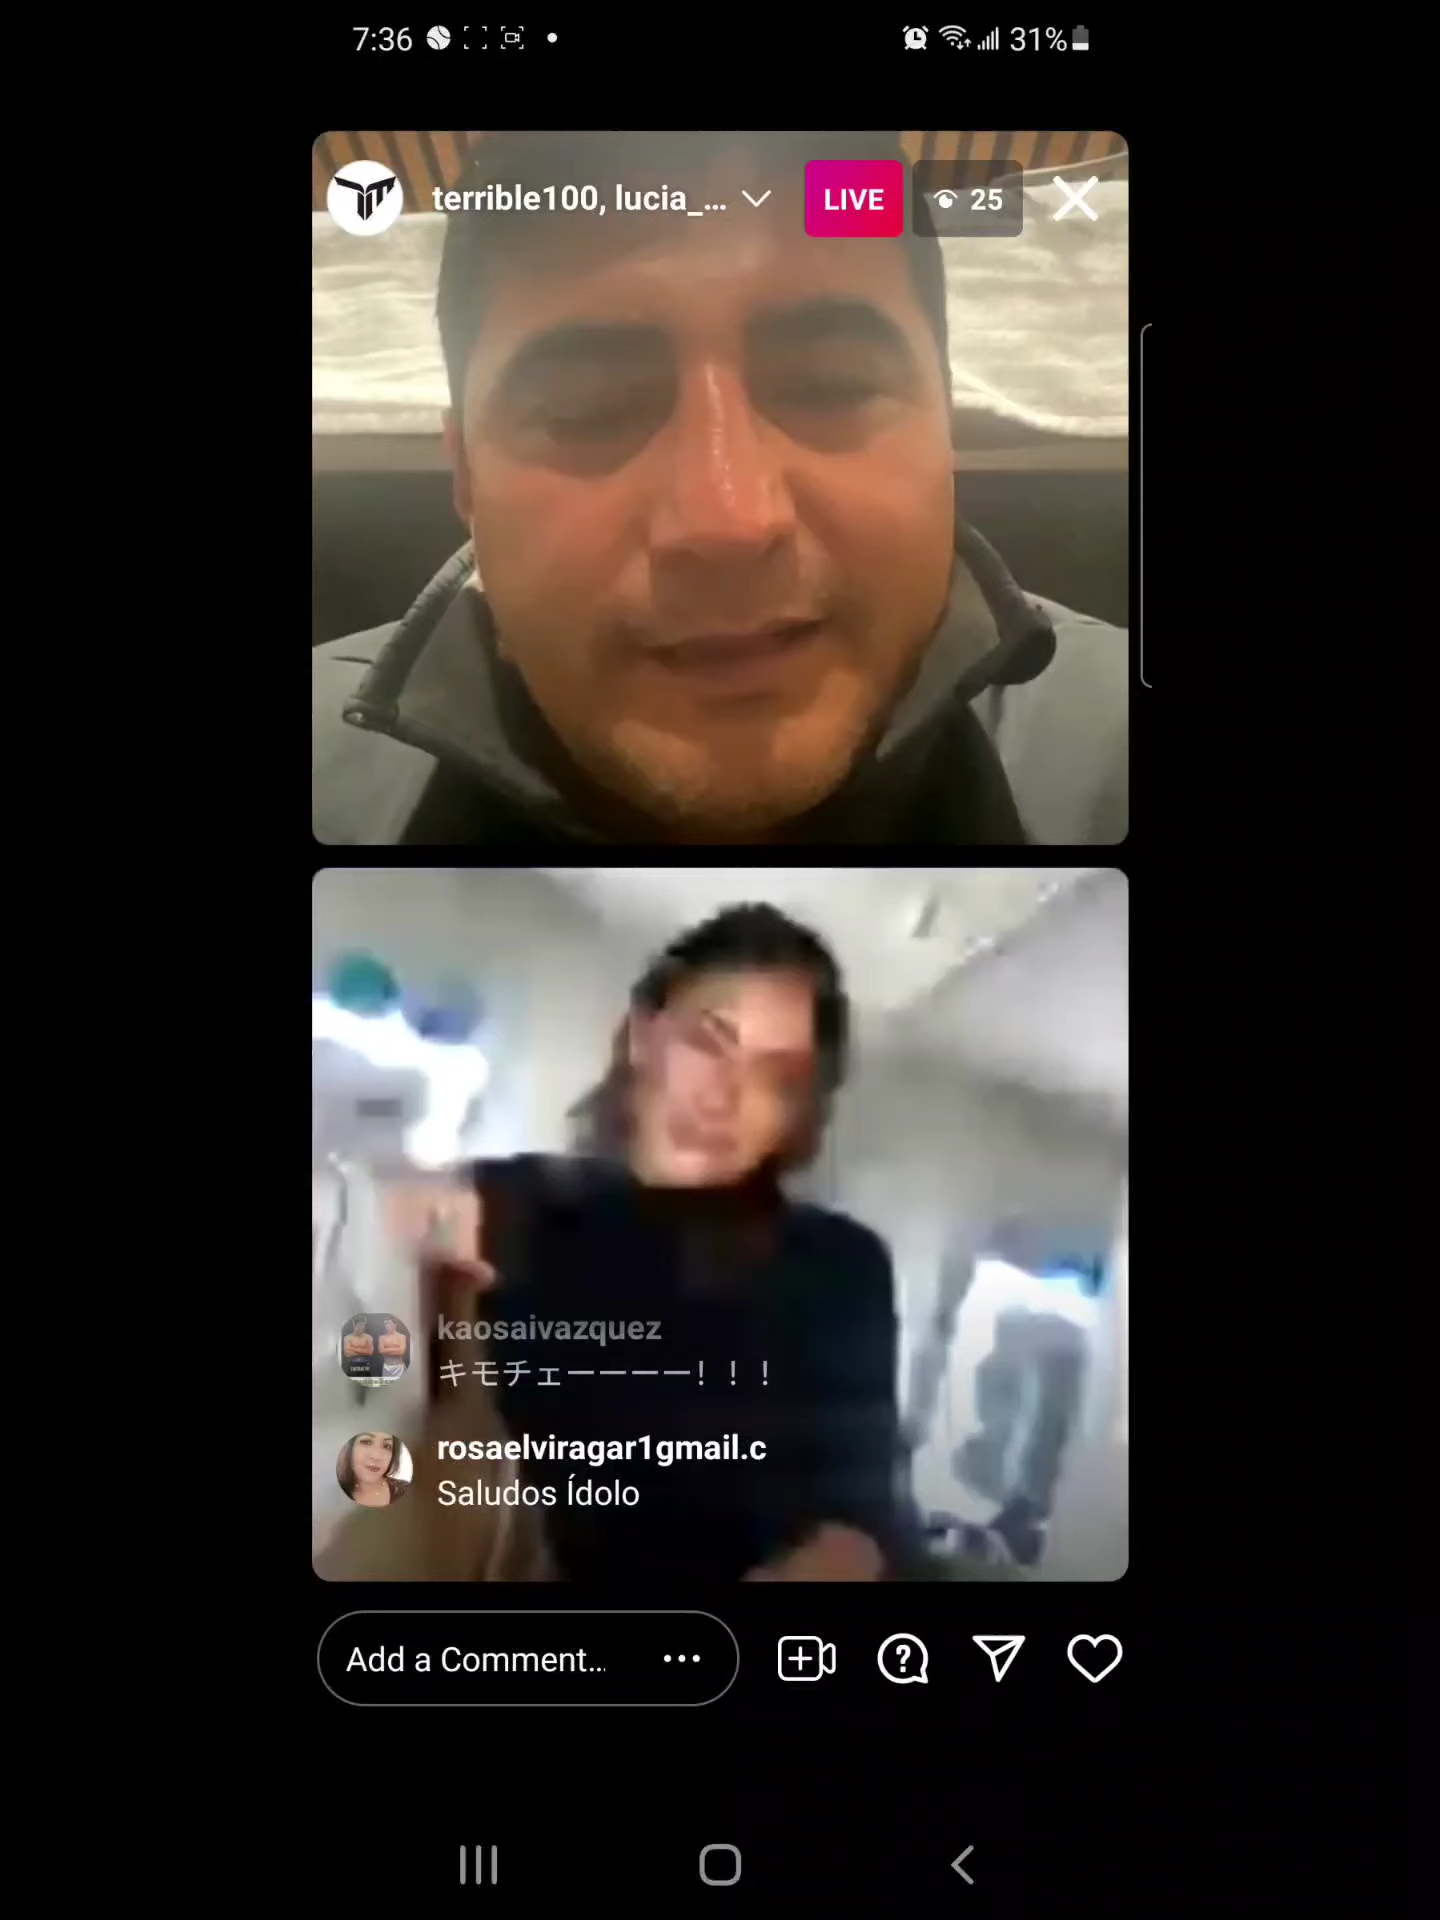 7:36
31%
terrible100, lucia_...
LIVE
25
kaosaivazquez
キモチェーーーー！！！
rosaelviragar1gmail.c
Saludos Ídolo
Add a Comment...